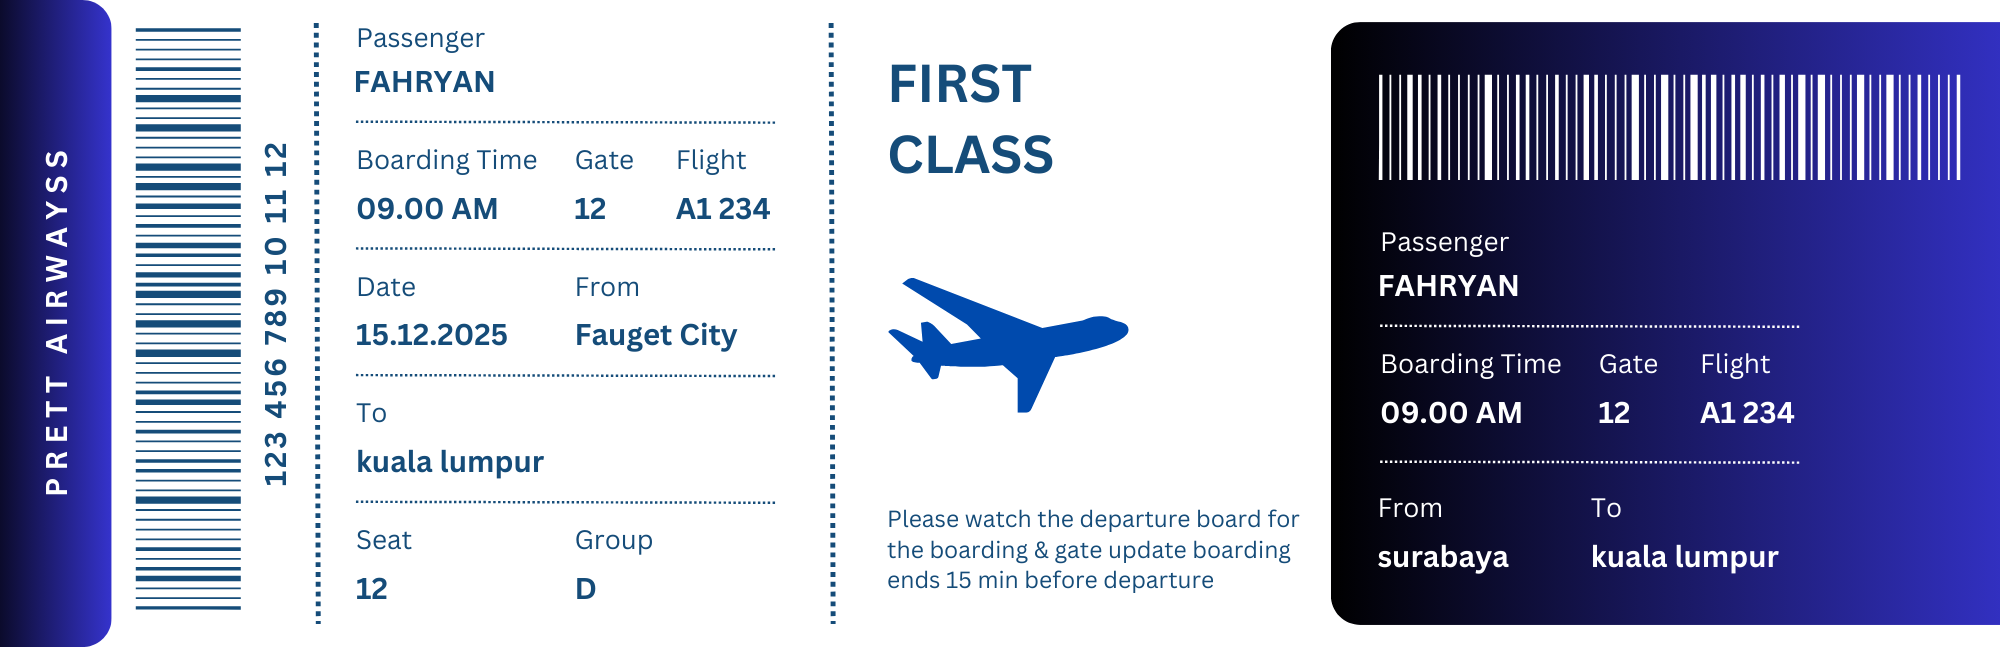 PRETT AIRWAYSS
123 456 789 10 11 12
Passenger
FAHRYAN
Boarding Time Gate Flight
09.00 AM 12 A1 234
Date From
15.12.2025 Fauget City
To
kuala lumpur
Seat Group
12 D
FIRST
CLASS
Please watch the departure board for
the boarding & gate update boarding
ends 15 min before departure
Passenger
FAHRYAN
Boarding Time Gate Flight
09.00 AM 12 A1 234
From To
surabaya kuala lumpur